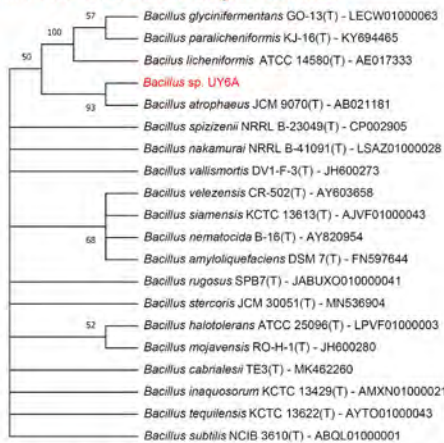 57
Bacillus glycinifermentans GO-13(T) - LECW01000063
100
Bacillus paralicheniformis KJ-16(T) - KY694465
50
Bacillus licheniformis ATCC 14580(T) - AE017333
Bacillus sp. UY6A
93
Bacillus atrophaeus JCM 9070(T) - AB021181
Bacillus spizizenii NRRL B-23049(T) - CP002905
Bacillus nakamurai NRRL B-41091(T) - LSAZ01000028
Bacillus vallismortis DV1-F-3(T) - JH600273
Bacillus velezensis CR-502(T) - AY603658
Bacillus siamensis KCTC 13613(T) - AJVF01000043
68
Bacillus nematocida B-16(T) - AY820954
Bacillus amyloliquefaciens DSM 7(T) - FN597644
Bacillus rugosus SPB7(T) - JABUXO010000041
Bacillus stercoris JCM 30051(T) - MN536904
52
Bacillus halotolerans ATCC 25096(T) - LPVF01000003
Bacillus mojavensis RO-H-1(T) - JH600280
Bacillus cabrialesii TE3(T) - MK462260
Bacillus inaquosorum KCTC 13429(T) - AMXN01000021
Bacillus tequilensis KCTC 13622(T) - AYTO01000043
Bacillus subtilis NCIB 3610(T) - ABQL01000001